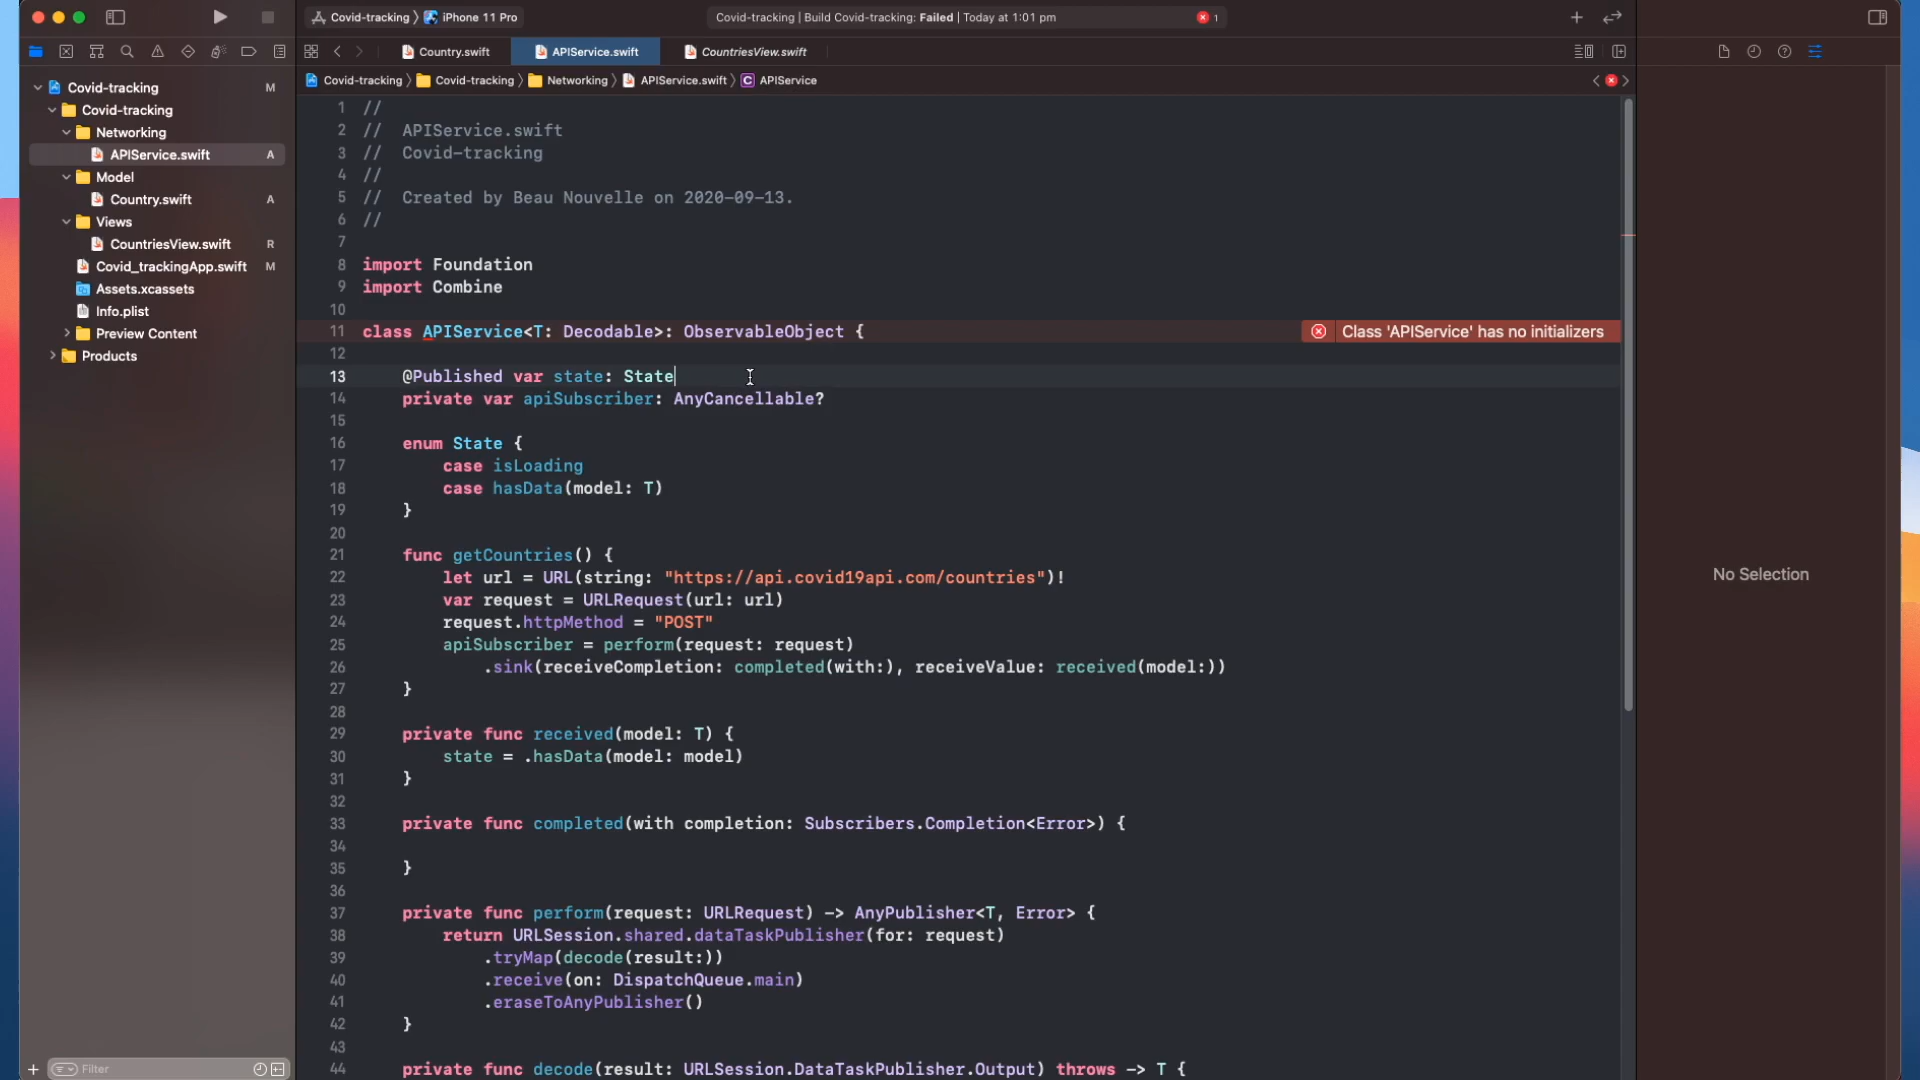 Covid-tracking
iPhone 11 Pro
Covid-tracking | Build Covid-tracking: Failed | Today at 1:01 pm
1
Country.swift
APIService.swift
CountriesView.swift
Covid-tracking
Covid-tracking
Networking
APIService.swift
C
APIService
Covid-tracking
M
Covid-tracking
Networking
APIService.swift
A
Model
Country.swift
A
Views
CountriesView.swift
R
Covid_trackingApp.swift
M
Assets.xcassets
Info.plist
Preview Content
Products
Filter
1 //
2 //  APIService.swift
3 //  Covid-tracking
4 //
5 //  Created by Beau Nouvelle on 2020-09-13.
6 //
7
8 import Foundation
9 import Combine
10
11 class APIService<T: Decodable>: ObservableObject {
Class 'APIService' has no initializers
12
13     @Published var state: State
14     private var apiSubscriber: AnyCancellable?
15
16     enum State {
17         case isLoading
18         case hasData(model: T)
19     }
20
21     func getCountries() {
22         let url = URL(string: "https://api.covid19api.com/countries")!
23         var request = URLRequest(url: url)
24         request.httpMethod = "POST"
25         apiSubscriber = perform(request: request)
26             .sink(receiveCompletion: completed(with:), receiveValue: received(model:))
27     }
28
29     private func received(model: T) {
30         state = .hasData(model: model)
31     }
32
33     private func completed(with completion: Subscribers.Completion<Error>) {
34
35     }
36
37     private func perform(request: URLRequest) -> AnyPublisher<T, Error> {
38         return URLSession.shared.dataTaskPublisher(for: request)
39             .tryMap(decode(result:))
40             .receive(on: DispatchQueue.main)
41             .eraseToAnyPublisher()
42     }
43
44     private func decode(result: URLSession.DataTaskPublisher.Output) throws -> T {
No Selection